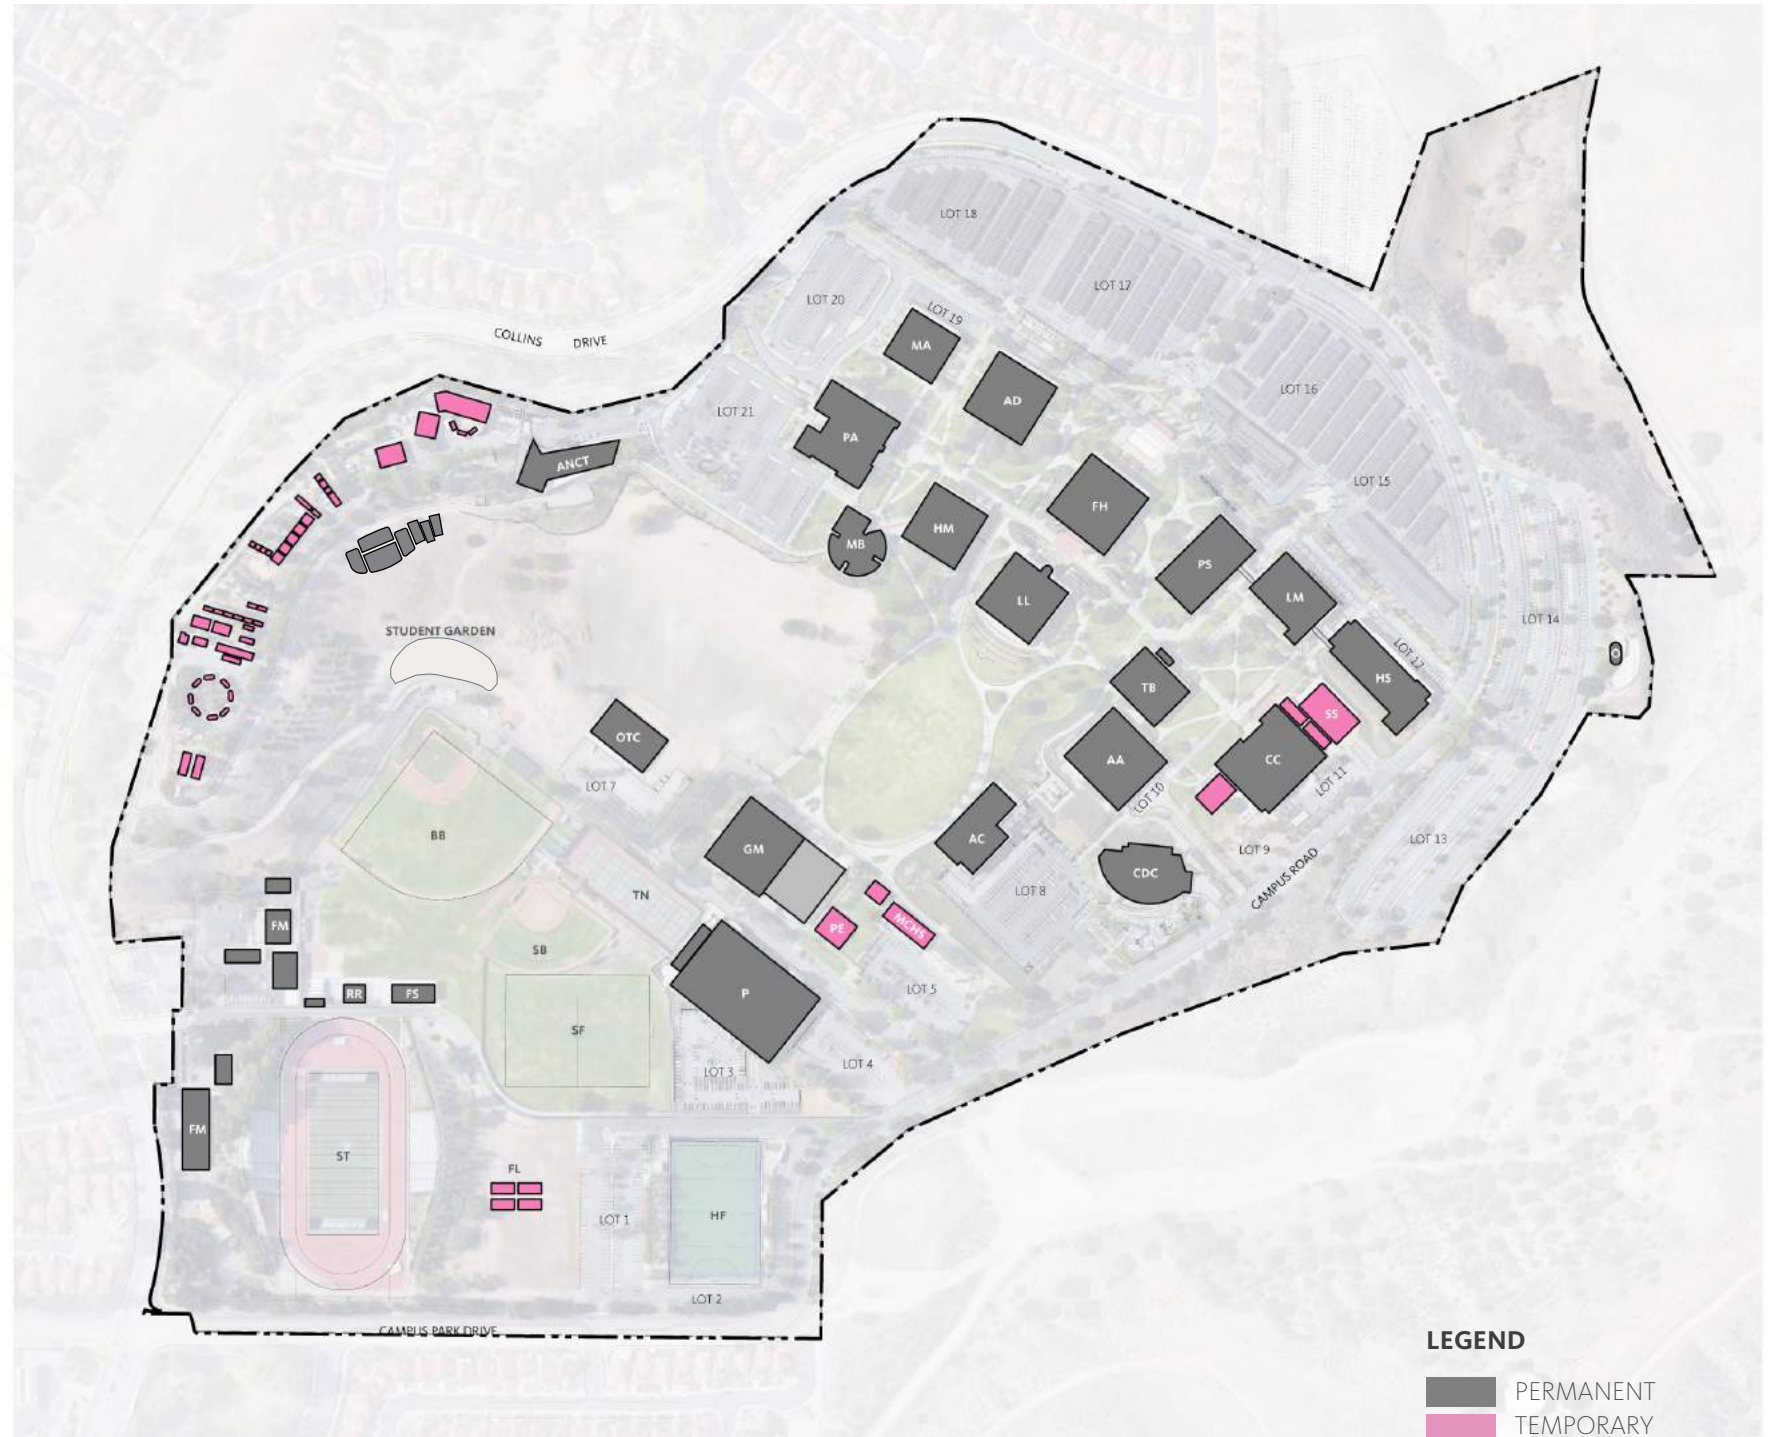 LOT 18
LOT 17
LOT 20
LOT 19
COLLINS DRIVE
MA
LOT 16
AD
LOT 21
PA
ANCT
LOT 15
FH
HM
MB
PS
LL
LM
LOT 14
STUDENT GARDEN
LOT 12
HS
TB
SS
OTC
CC
AA
LOT 11
LOT 7
LOT 10
BB
AC
LOT 13
GM
LOT 9
CDC
CAMPUS ROAD
LOT 8
TN
MCHS
FM
PE
SB
LOT 5
RR
FS
P
SF
LOT 4
LOT 3
FM
ST
FL
LOT 1
HF
LOT 2
CAMPUS PARK DRIVE
LEGEND
PERMANENT
TEMPORARY